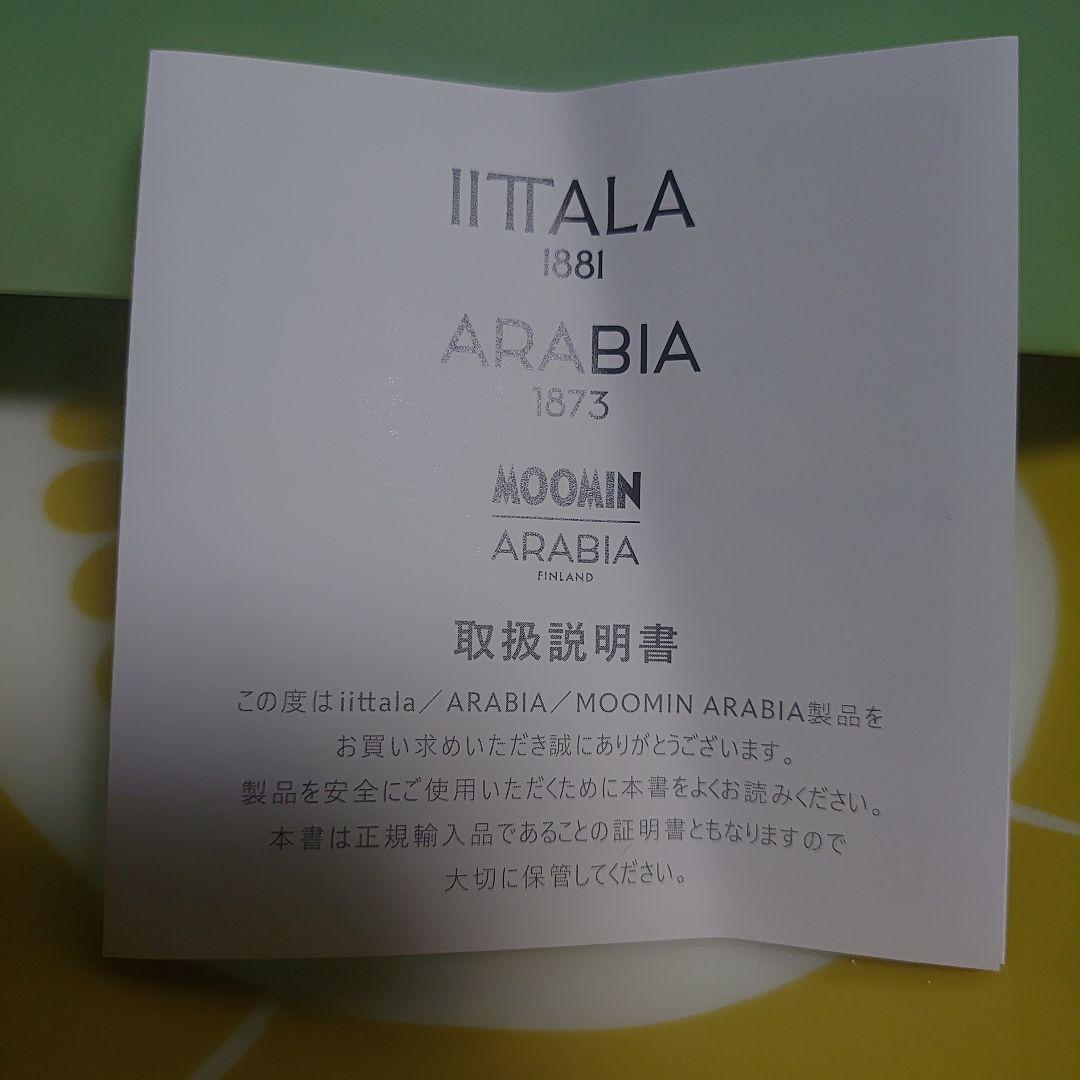 IITTALA
1881
ARABIA
1873
MOOMIN
ARABIA
FINLAND
取扱説明書
この度はiittala／ARABIA／MOOMIN ARABIA製品を
お買い求めいただき誠にありがとうございます。
製品を安全にご使用いただくために本書をよくお読みください。
本書は正規輸入品であることの証明書ともなりますので
大切に保管してください。